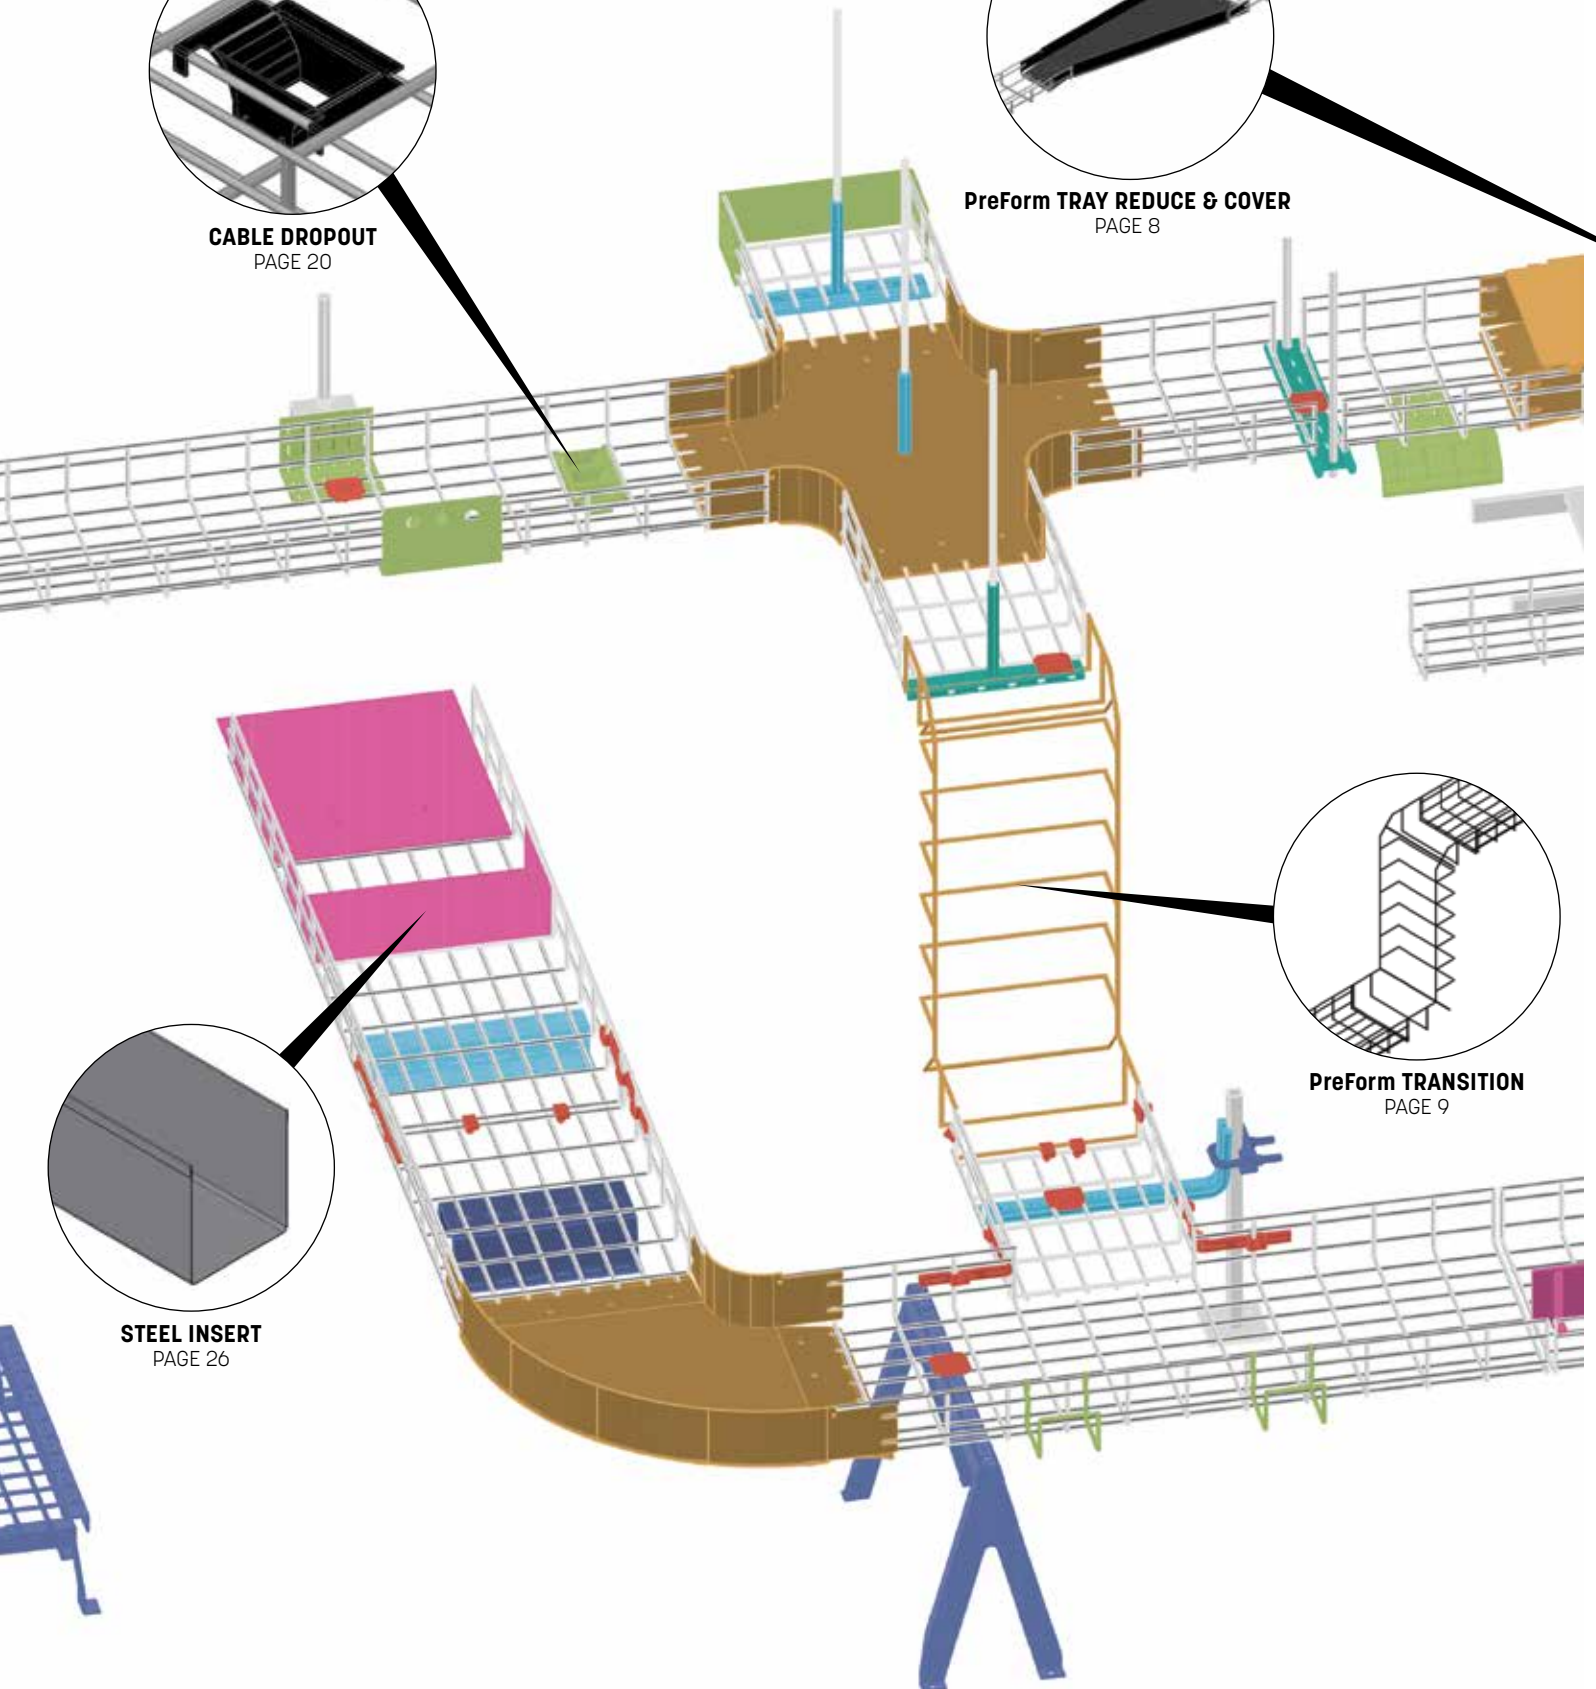 PreForm TRAY REDUCE & COVER
PAGE 8
CABLE DROPOUT
PAGE 20
PreForm TRANSITION
PAGE 9
STEEL INSERT
PAGE 26